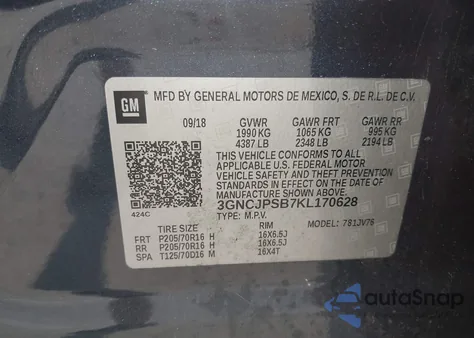 GM
MFD BY GENERAL MOTORS DE MEXICO, S. DE R.L. DE C.V.
09/18 GVWR GAWR FRT GAWR RR
1990 KG 1065 KG 995 KG
4387 LB 2348 LB 2194 LB
THIS VEHICLE CONFORMS TO ALL
APPLICABLE U.S. FEDERAL MOTOR
VEHICLE SAFETY, BUMPER, AND THEFT
PREVENTION STANDARDS IN EFFECT ON
THE DATE OF MANUFACTURE SHOWN ABOVE.
3GNCJPSB7KL170628
424C TYPE: M.P.V. MODEL: 781JV76
TIRE SIZE RIM
FRT P205/70R16 H 16X6.5J
RR P205/70R16 H 16X6.5J
SPA T125/70D16 M 16X4T
autoSnap
Powered by